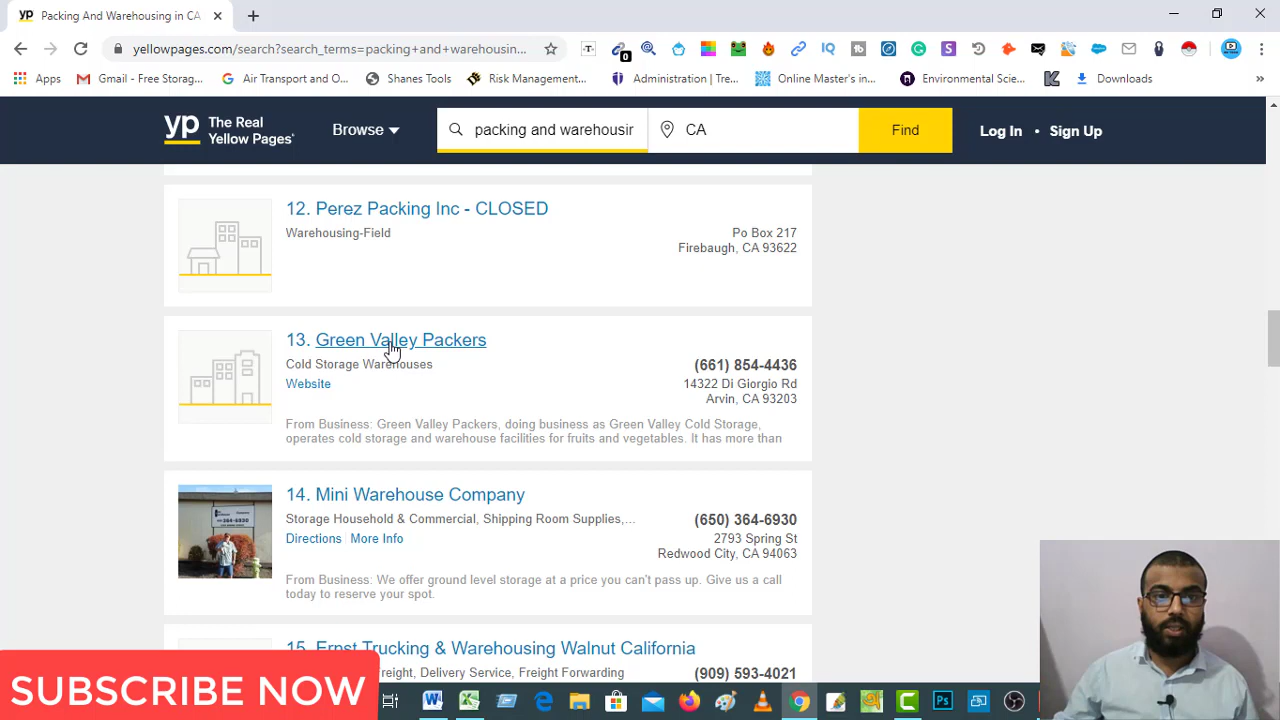 yp Packing And Warehousing in CA
yellowpages.com/search?search_terms=packing+and+warehousin...
Apps Gmail - Free Storag... Air Transport and O... Shanes Tools Risk Management... Administration | Tre... Online Master's in... Environmental Scie... Downloads »
yp The Real Yellow Pages
Browse
packing and warehousir
CA
Find
Log In • Sign Up
12. Perez Packing Inc - CLOSED
Warehousing-Field
Po Box 217
Firebaugh, CA 93622
13. Green Valley Packers
Cold Storage Warehouses
Website
(661) 854-4436
14322 Di Giorgio Rd
Arvin, CA 93203
From Business: Green Valley Packers, doing business as Green Valley Cold Storage,
operates cold storage and warehouse facilities for fruits and vegetables. It has more than
14. Mini Warehouse Company
Storage Household & Commercial, Shipping Room Supplies,...
Directions More Info
(650) 364-6930
2793 Spring St
Redwood City, CA 94063
From Business: We offer ground level storage at a price you can't pass up. Give us a call
today to reserve your spot.
15. Ernst Trucking & Warehousing Walnut California
Freight, Delivery Service, Freight Forwarding
(909) 593-4021
SUBSCRIBE NOW